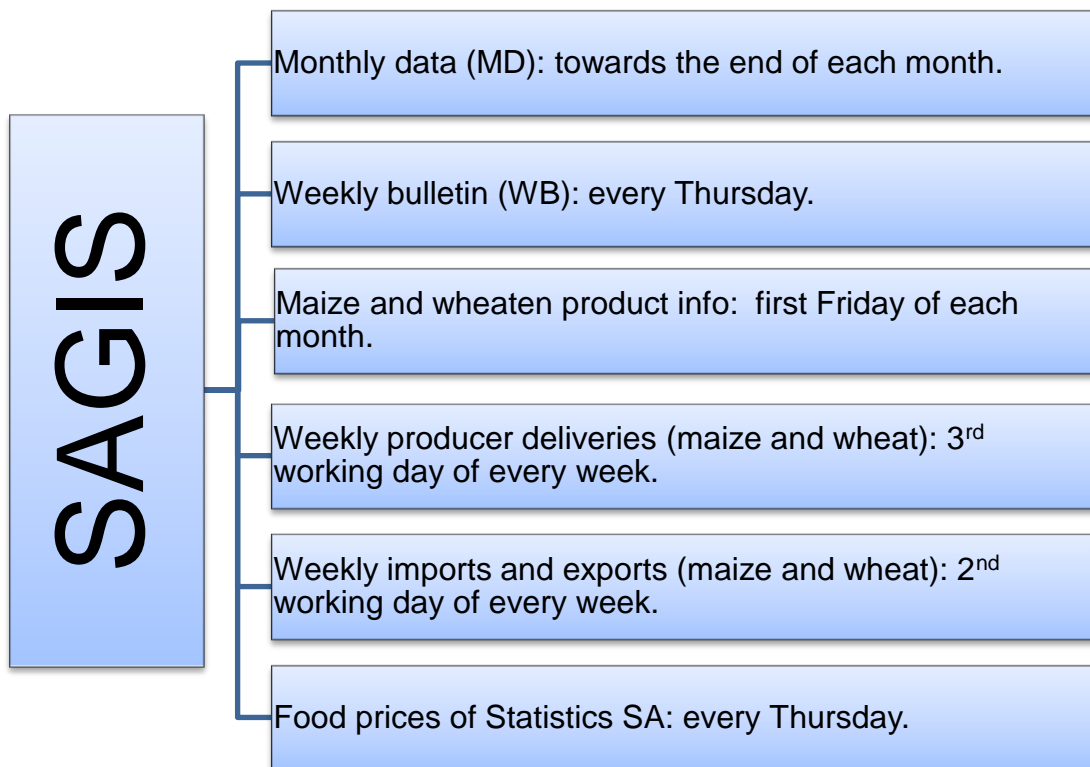 SAGIS
Monthly data (MD): towards the end of each month.
Weekly bulletin (WB): every Thursday.
Maize and wheaten product info:  first Friday of each
month.
Weekly producer deliveries (maize and wheat): 3rd
working day of every week.
Weekly imports and exports (maize and wheat): 2nd
working day of every week.
Food prices of Statistics SA: every Thursday.